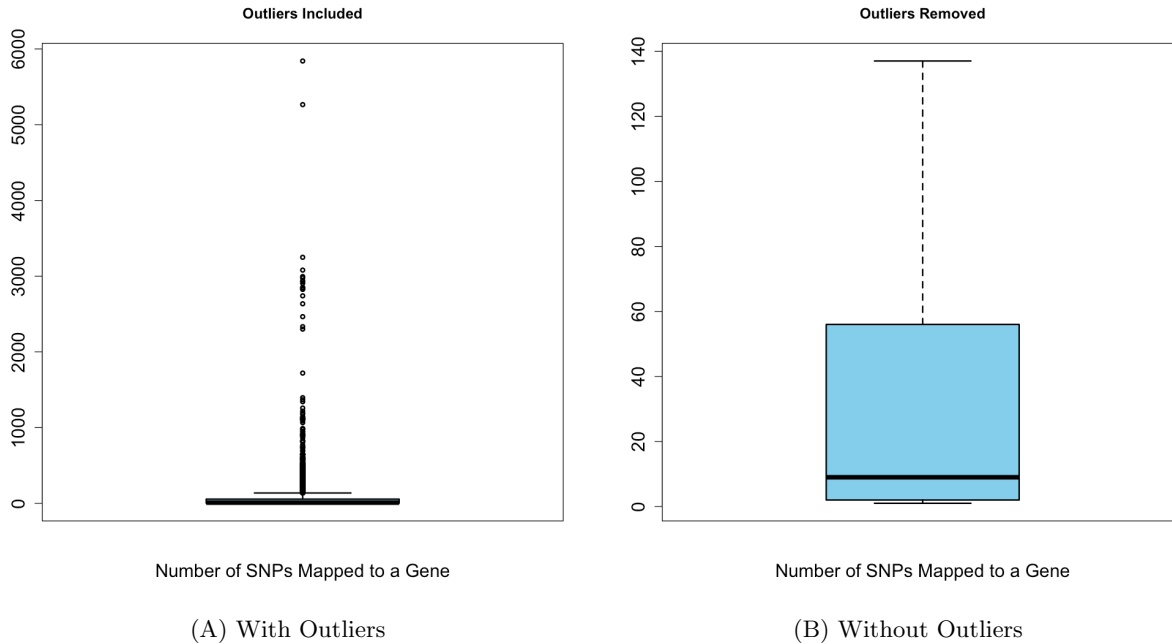 Outliers Included
6000
5000
4000
3000
2000
1000
0
Number of SNPs Mapped to a Gene
(A) With Outliers
Outliers Removed
140
120
100
80
60
40
20
0
Number of SNPs Mapped to a Gene
(B) Without Outliers